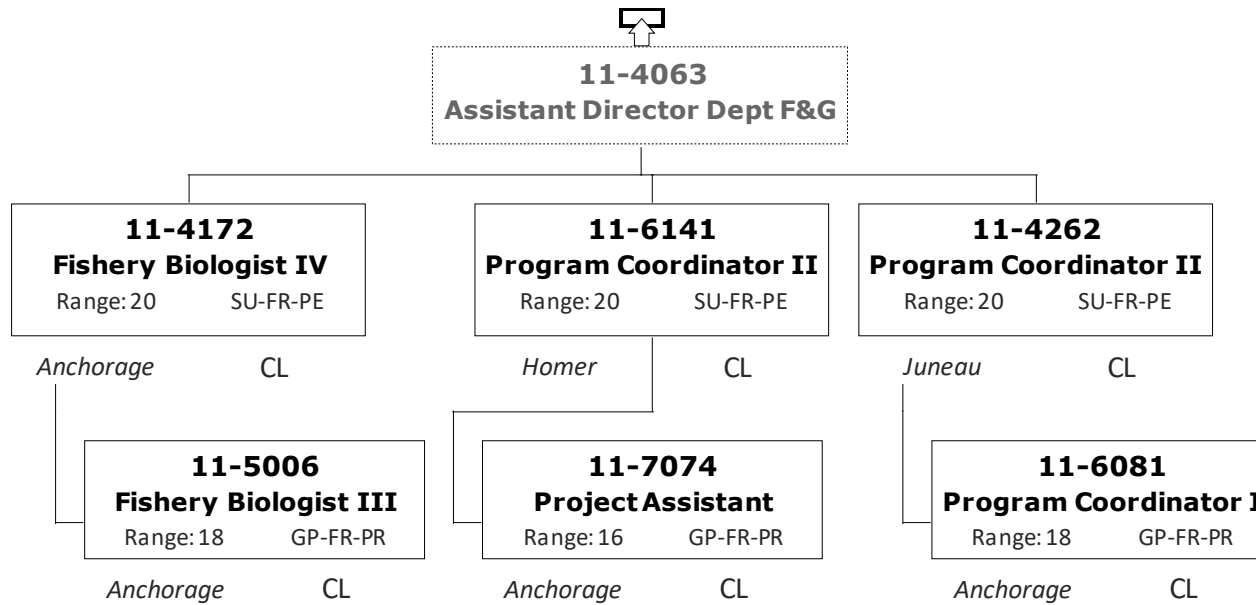 11-4063
Assistant Director Dept F&G
11-4172
Fishery Biologist IV
Range: 20 SU-FR-PE
Anchorage CL
11-6141
Program Coordinator II
Range: 20 SU-FR-PE
Homer CL
11-4262
Program Coordinator II
Range: 20 SU-FR-PE
Juneau CL
11-5006
Fishery Biologist III
Range: 18 GP-FR-PR
Anchorage CL
11-7074
Project Assistant
Range: 16 GP-FR-PR
Anchorage CL
11-6081
Program Coordinator I
Range: 18 GP-FR-PR
Anchorage CL